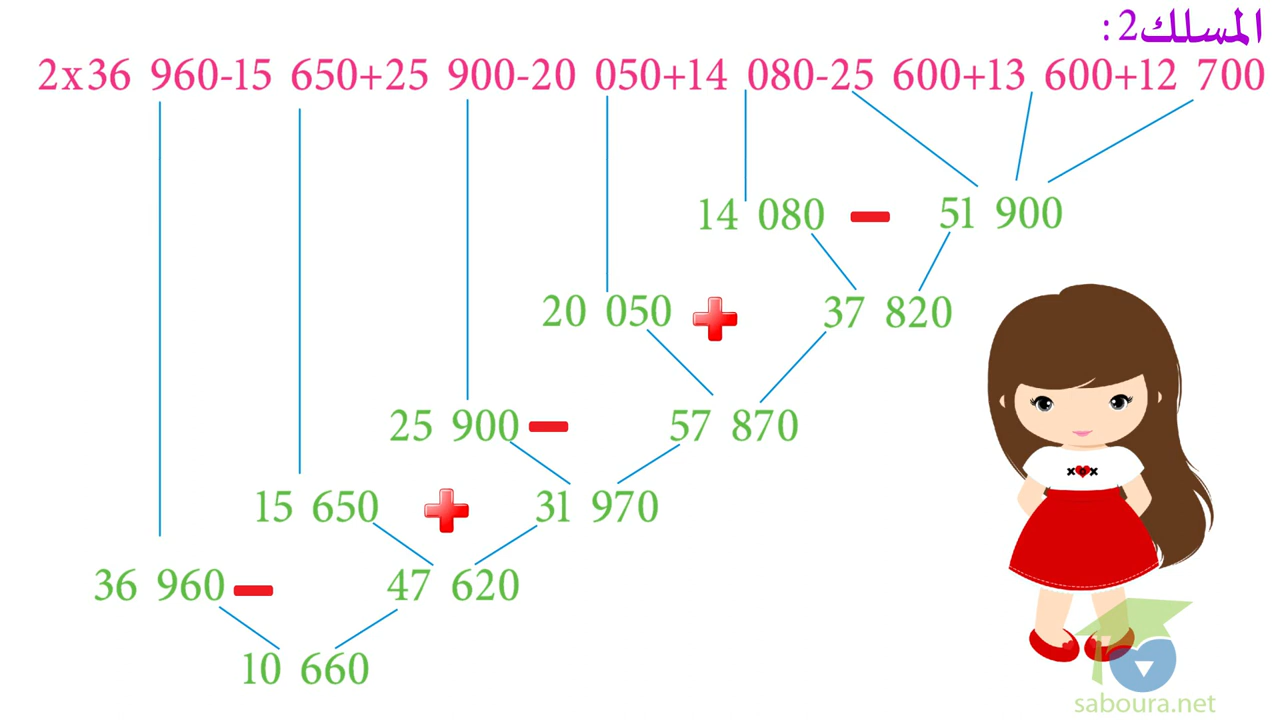 المسلك2:
2x36 960-15 650+25 900-20 050+14 080-25 600+13 600+12 700
14 080 - 51 900
20 050 + 37 820
25 900 - 57 870
15 650 + 31 970
36 960 - 47 620
10 660
x x
saboura.net